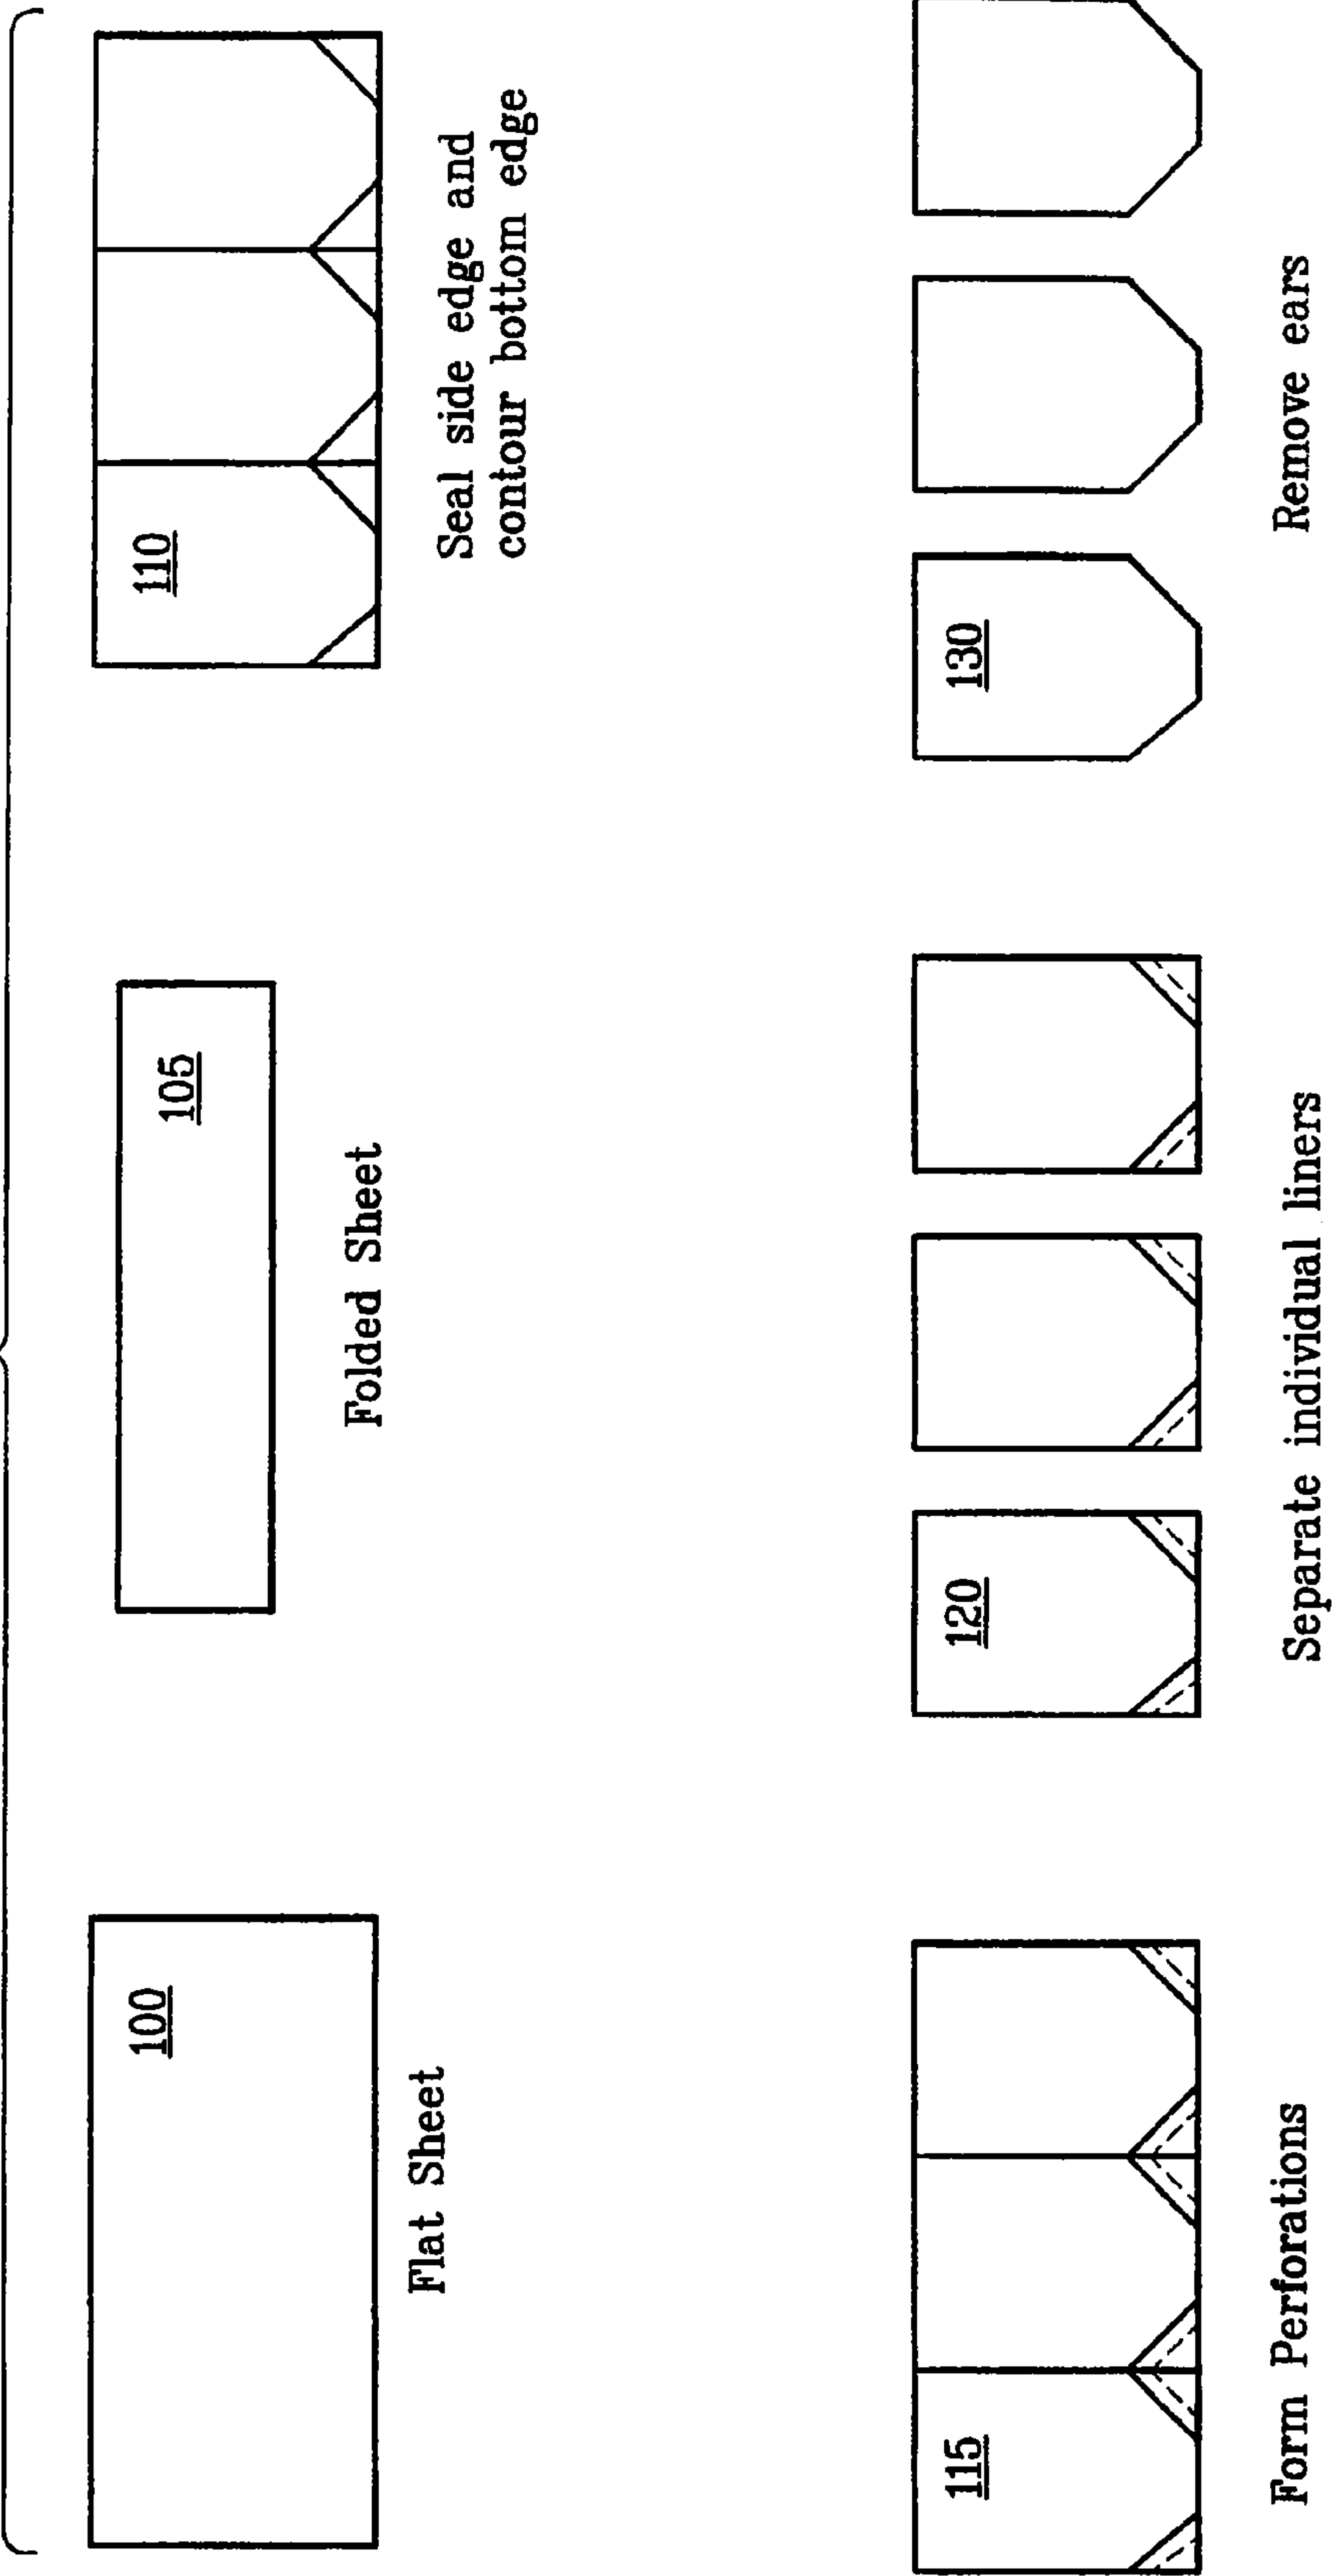 100
Flat Sheet
105
Folded Sheet
110
Seal side edge and
contour bottom edge
115
Form Perforations
120
Separate individual liners
130
Remove ears